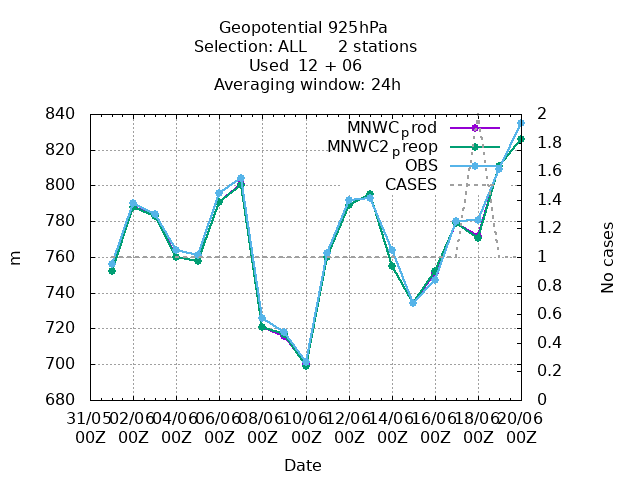 Geopotential 925hPa
Selection: ALL      2 stations
Used  12 + 06
Averaging window: 24h
MNWC_prod
MNWC2_preop
OBS
CASES
840
820
800
780
760
740
720
700
680
m
2
1.8
1.6
1.4
1.2
1
0.8
0.6
0.4
0.2
0
No cases
31/05 02/06 04/06 06/06 08/06 10/06 12/06 14/06 16/06 18/06 20/06
00Z 00Z 00Z 00Z 00Z 00Z 00Z 00Z 00Z 00Z 00Z
Date